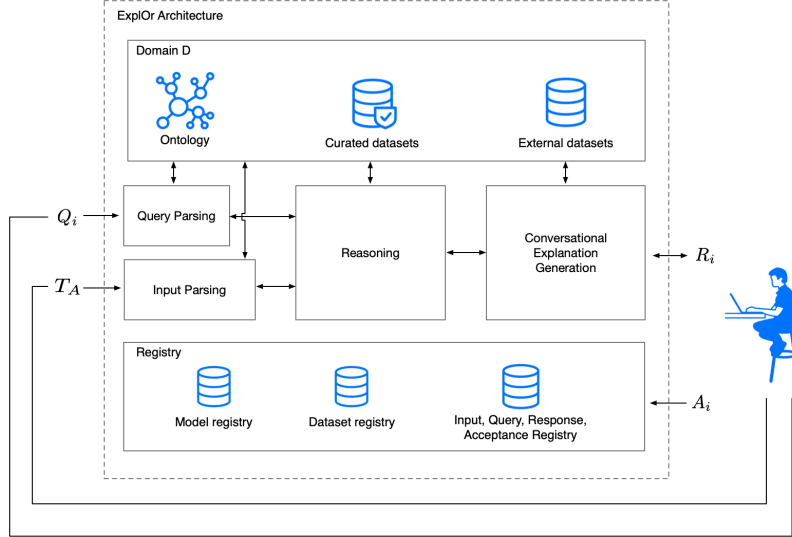 ExplOr Architecture
Domain D
Ontology
Curated datasets
External datasets
Q_i
Query Parsing
Reasoning
Conversational
Explanation
Generation
R_i
T_A
Input Parsing
Registry
Model registry
Dataset registry
Input, Query, Response,
Acceptance Registry
A_i